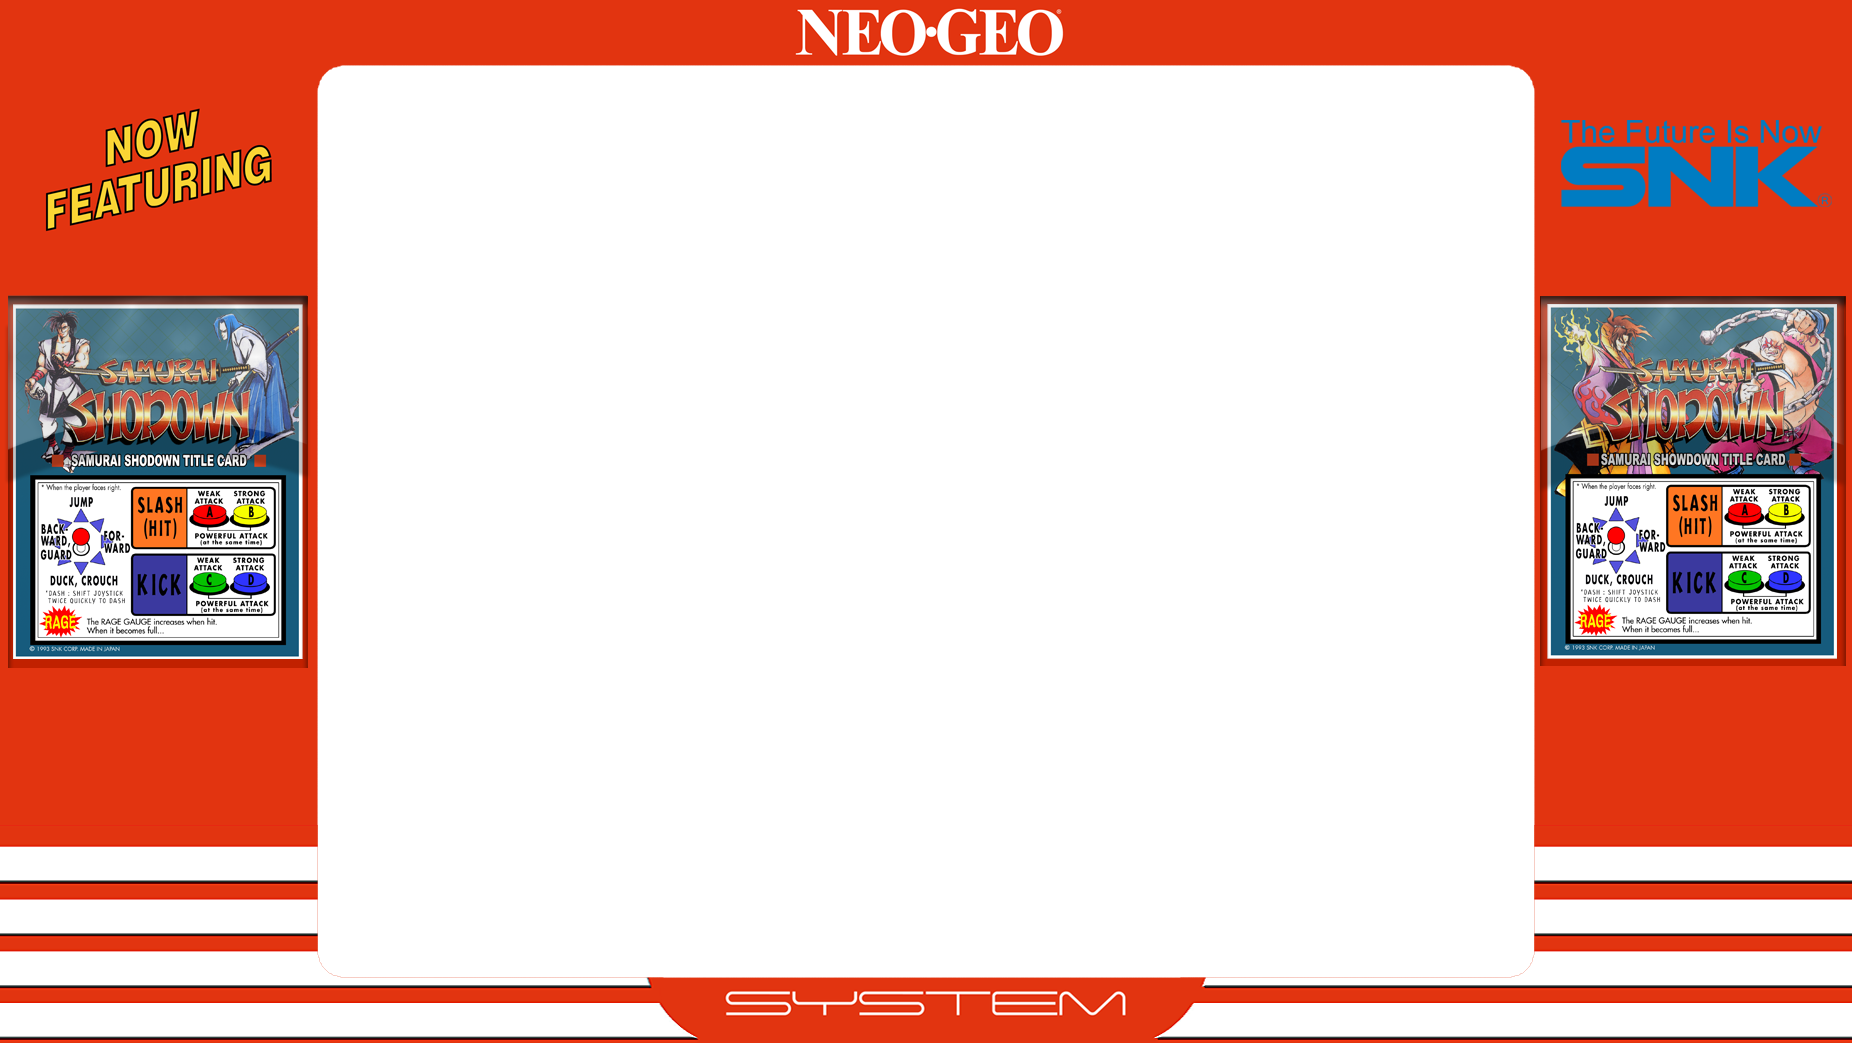 NEO•GEO®
NOW
FEATURING
The Future Is Now
SNK®
SAMURAI
SHODOWN
SAMURAI SHODOWN TITLE CARD
* When the player faces right.
JUMP
BACK-
WARD,
GUARD
FOR-
WARD
DUCK, CROUCH
*DASH : SHIFT JOYSTICK
TWICE QUICKLY TO DASH
SLASH
(HIT)
WEAK
ATTACK
STRONG
ATTACK
A
B
POWERFUL ATTACK
(at the same time)
KICK
WEAK
ATTACK
STRONG
ATTACK
C
D
POWERFUL ATTACK
(at the same time)
RAGE
The RAGE GAUGE increases when hit.
When it becomes full...
© 1993 SNK CORP. MADE IN JAPAN
SAMURAI
SHODOWN
SAMURAI SHOWDOWN TITLE CARD
* When the player faces right.
JUMP
BACK-
WARD,
GUARD
FOR-
WARD
DUCK, CROUCH
*DASH : SHIFT JOYSTICK
TWICE QUICKLY TO DASH
SLASH
(HIT)
WEAK
ATTACK
STRONG
ATTACK
A
B
POWERFUL ATTACK
(at the same time)
KICK
WEAK
ATTACK
STRONG
ATTACK
C
D
POWERFUL ATTACK
(at the same time)
RAGE
The RAGE GAUGE increases when hit.
When it becomes full...
© 1993 SNK CORP. MADE IN JAPAN
SYSTEM